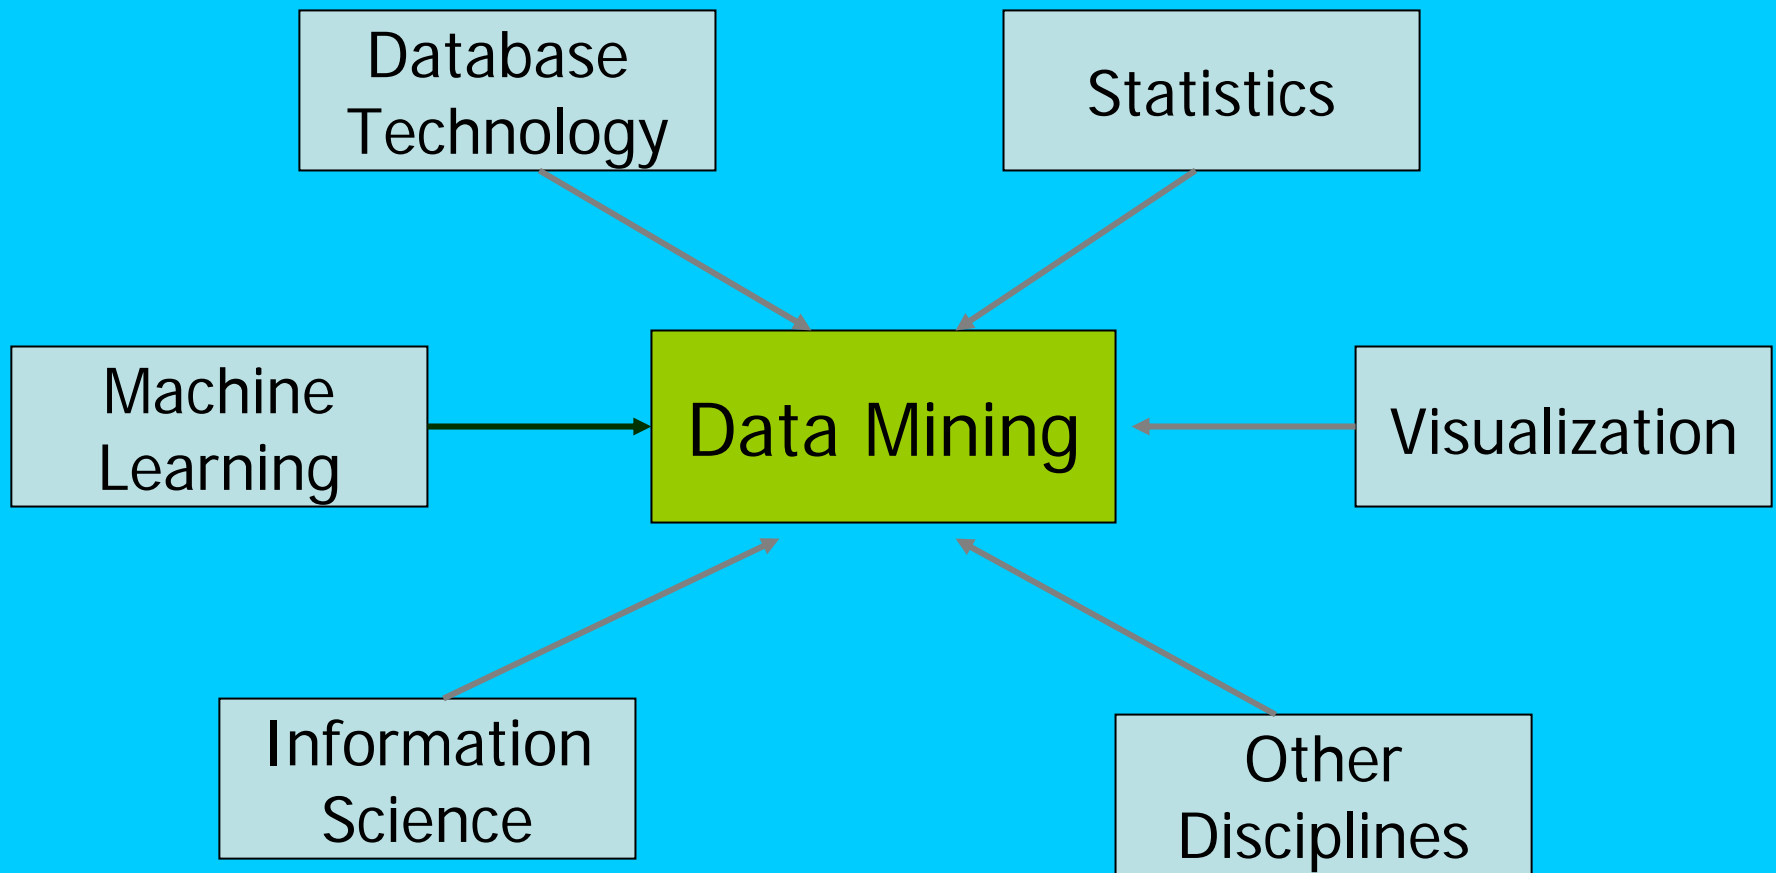 Database
Technology
Statistics
Machine
Learning
Data Mining
Visualization
Information
Science
Other
Disciplines